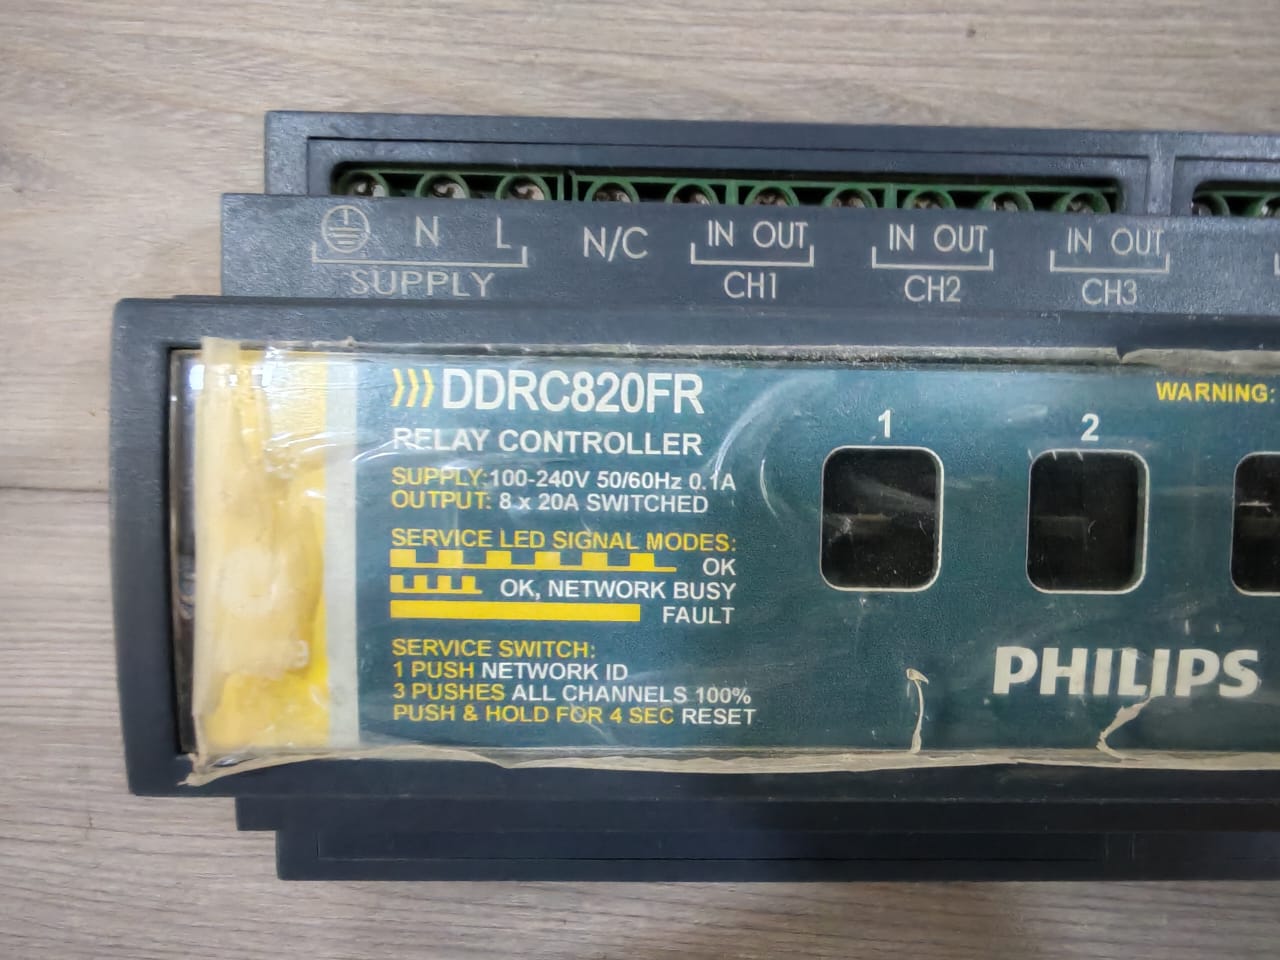 N L
SUPPLY
N/C
IN OUT
CH1
IN OUT
CH2
IN OUT
CH3
)))DDRC820FR
RELAY CONTROLLER
SUPPLY:100-240V 50/60Hz 0.1A
OUTPUT: 8 x 20A SWITCHED
SERVICE LED SIGNAL MODES:
OK
OK, NETWORK BUSY
FAULT
SERVICE SWITCH:
1 PUSH NETWORK ID
3 PUSHES ALL CHANNELS 100%
PUSH & HOLD FOR 4 SEC RESET
1
2
WARNING:
PHILIPS